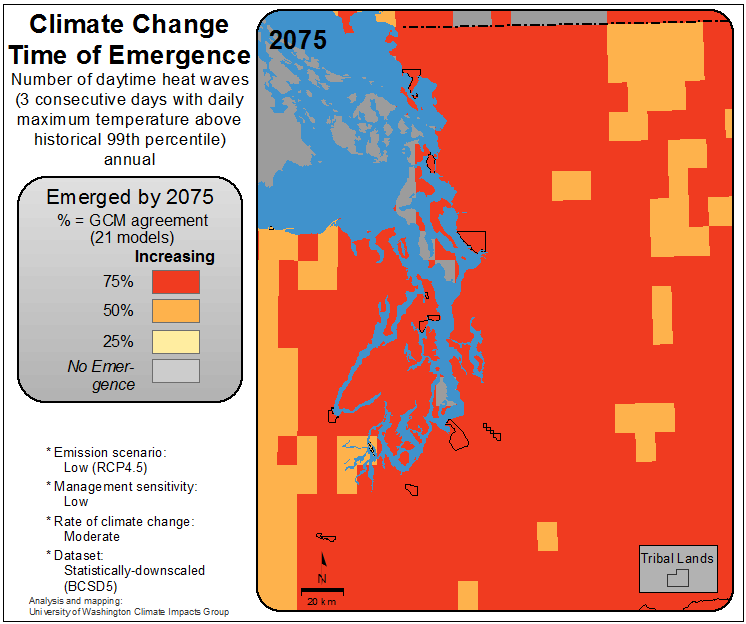 Climate Change
Time of Emergence
Number of daytime heat waves
(3 consecutive days with daily
maximum temperature above
historical 99th percentile)
annual
Emerged by 2075
% = GCM agreement
(21 models)
Increasing
75%
50%
25%
No Emer-
gence
* Emission scenario:
Low (RCP4.5)
* Management sensitivity:
Low
* Rate of climate change:
Moderate
* Dataset:
Statistically-downscaled
(BCSD5)
Analysis and mapping:
University of Washington Climate Impacts Group
2075
N
20 km
Tribal Lands